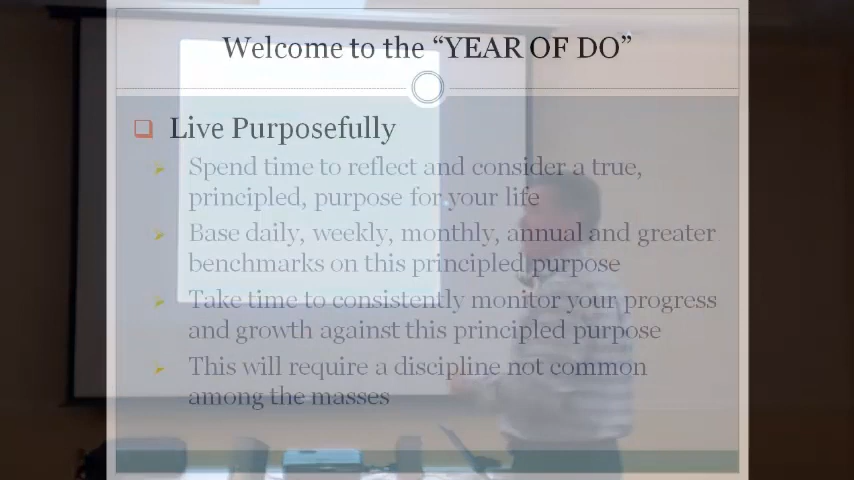 Welcome to the “YEAR OF DO”
Live Purposefully
Spend time to reflect and consider a true,
principled, purpose for your life
Base daily, weekly, monthly, annual and greater
benchmarks on this principled purpose
Take time to consistently monitor your progress
and growth against this principled purpose
This will require a discipline not common
among the masses